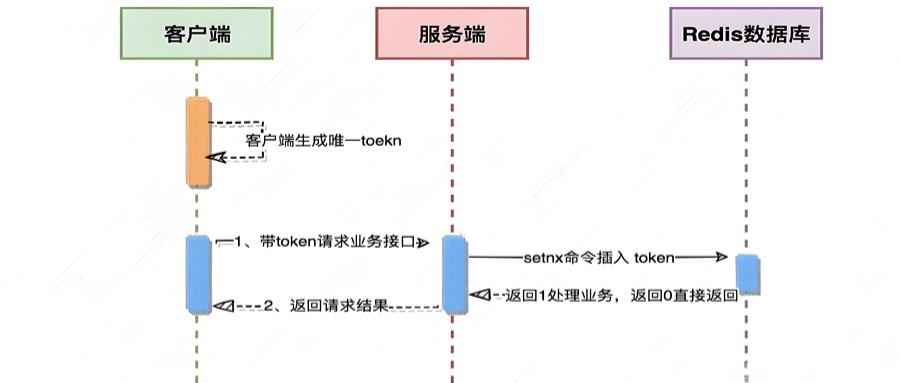 客户端
服务端
Redis数据库
客户端生成唯一toekn
1、带token请求业务接口
setnx命令插入 token
返回1处理业务，返回0直接返回
2、返回请求结果